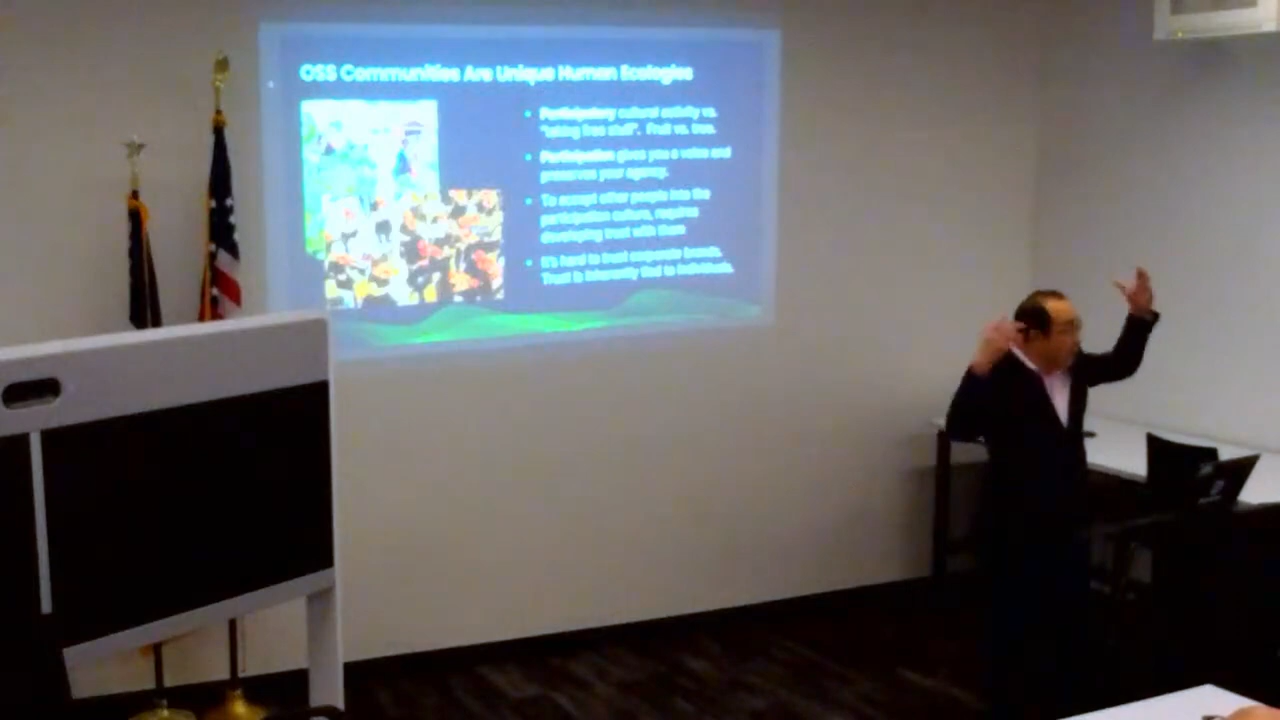 OSS Communities Are Unique Human Ecologies
Participatory cultural activity vs.
"taking free stuff". Fruit vs. tree.
Participation gives you a voice and
preserves your agency.
To accept other people into the
participation culture, requires
developing trust with them
It's hard to trust corporate brands.
Trust is inherently tied to individuals.